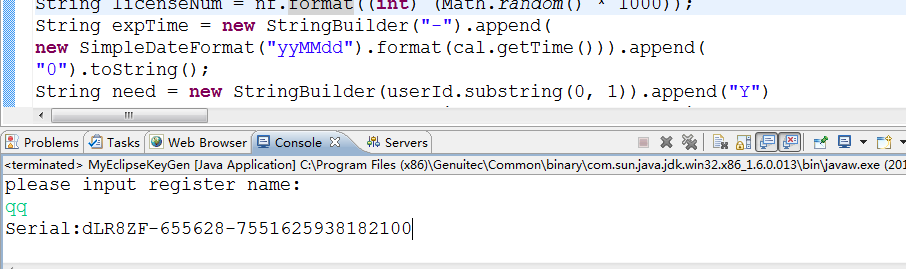 String licenseNum = nf.format((int) (Math.random() * 1000));
String expTime = new StringBuilder("-").append(
new SimpleDateFormat("yyMMdd").format(cal.getTime())).append(
"0").toString();
String need = new StringBuilder(userId.substring(0, 1)).append("Y")
Problems Tasks Web Browser Console Servers
<terminated> MyEclipseKeyGen [Java Application] C:\Program Files (x86)\Genuitec\Common\binary\com.sun.java.jdk.win32.x86_1.6.0.013\bin\javaw.exe (201
please input register name:
qq
Serial:dLR8ZF-655628-7551625938182100